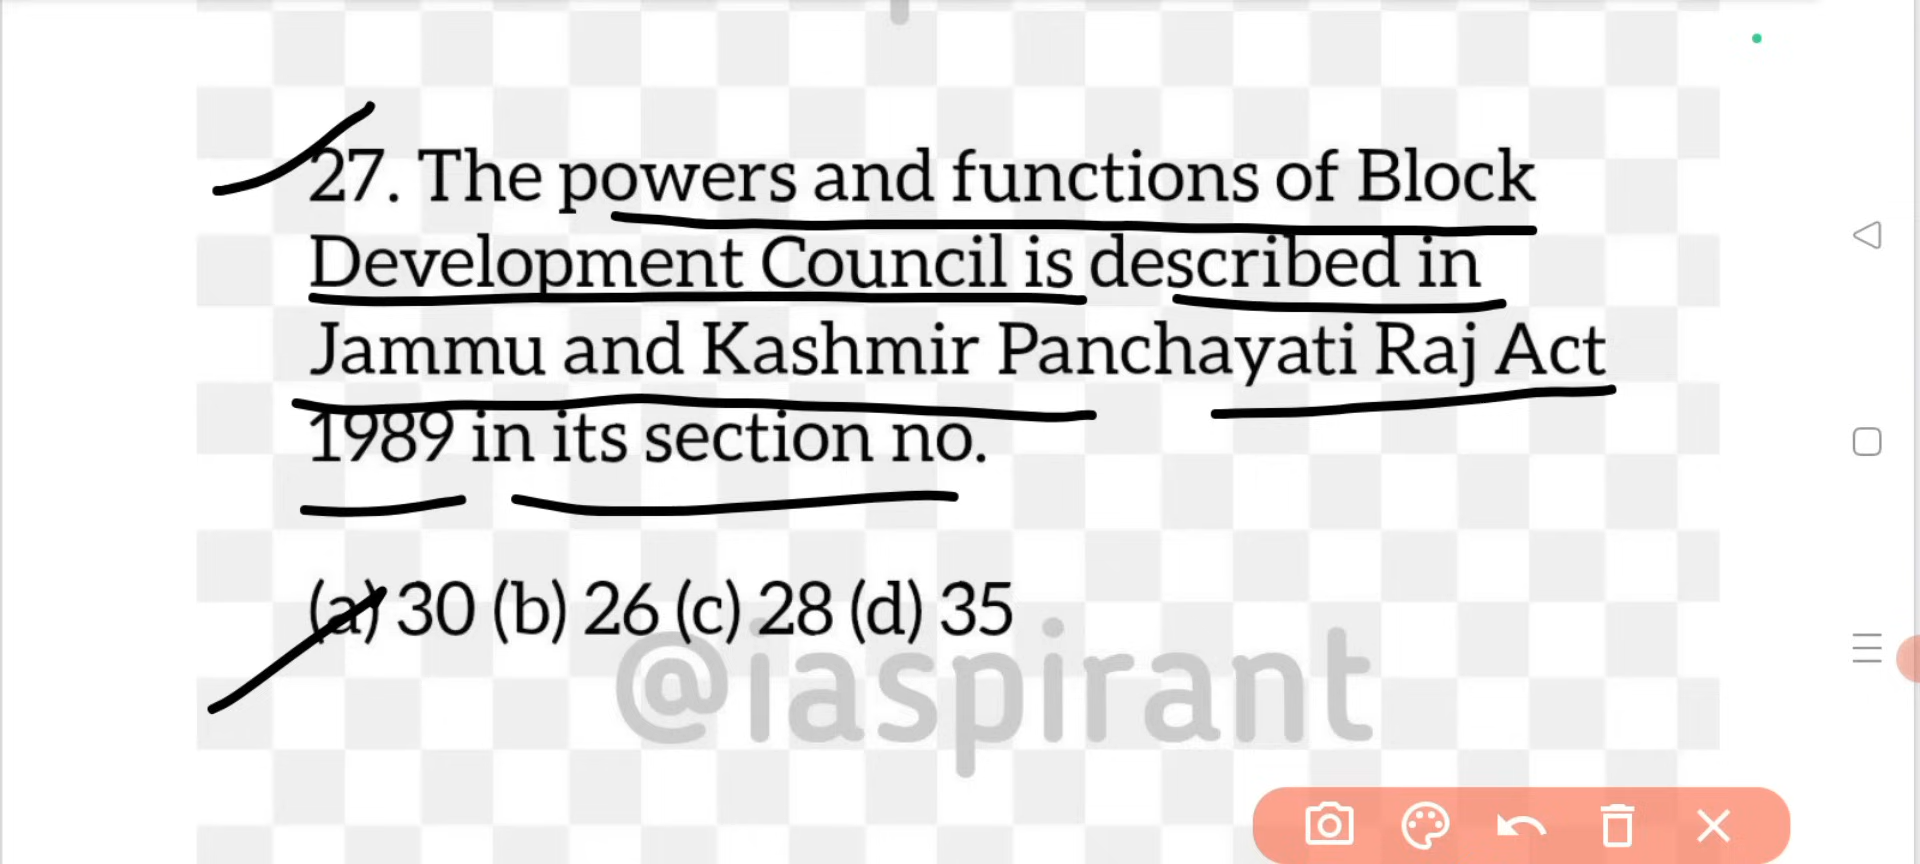 27. The powers and functions of Block
Development Council is described in
Jammu and Kashmir Panchayati Raj Act
1989 in its section no.
(a) 30 (b) 26 (c) 28 (d) 35
@iaspirant